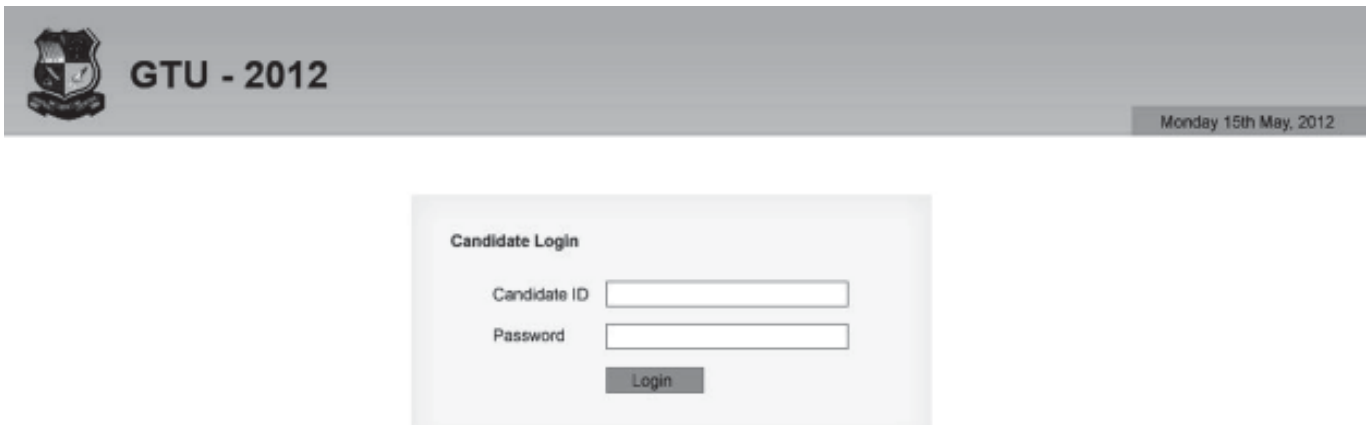 GTU - 2012
Monday 15th May, 2012
Candidate Login
Candidate ID
Password
Login